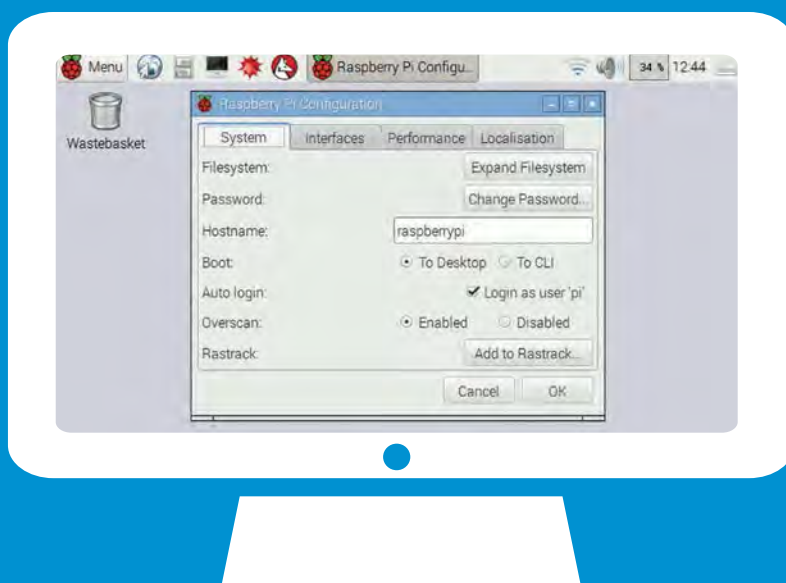 Menu Raspberry Pi Configu... 34 % 12:44
Wastebasket
Raspberry Pi Configuration
System Interfaces Performance Localisation
Filesystem: Expand Filesystem
Password: Change Password...
Hostname: raspberrypi
Boot: To Desktop To CLI
Auto login: Login as user 'pi'
Overscan: Enabled Disabled
Rastrack: Add to Rastrack...
Cancel OK